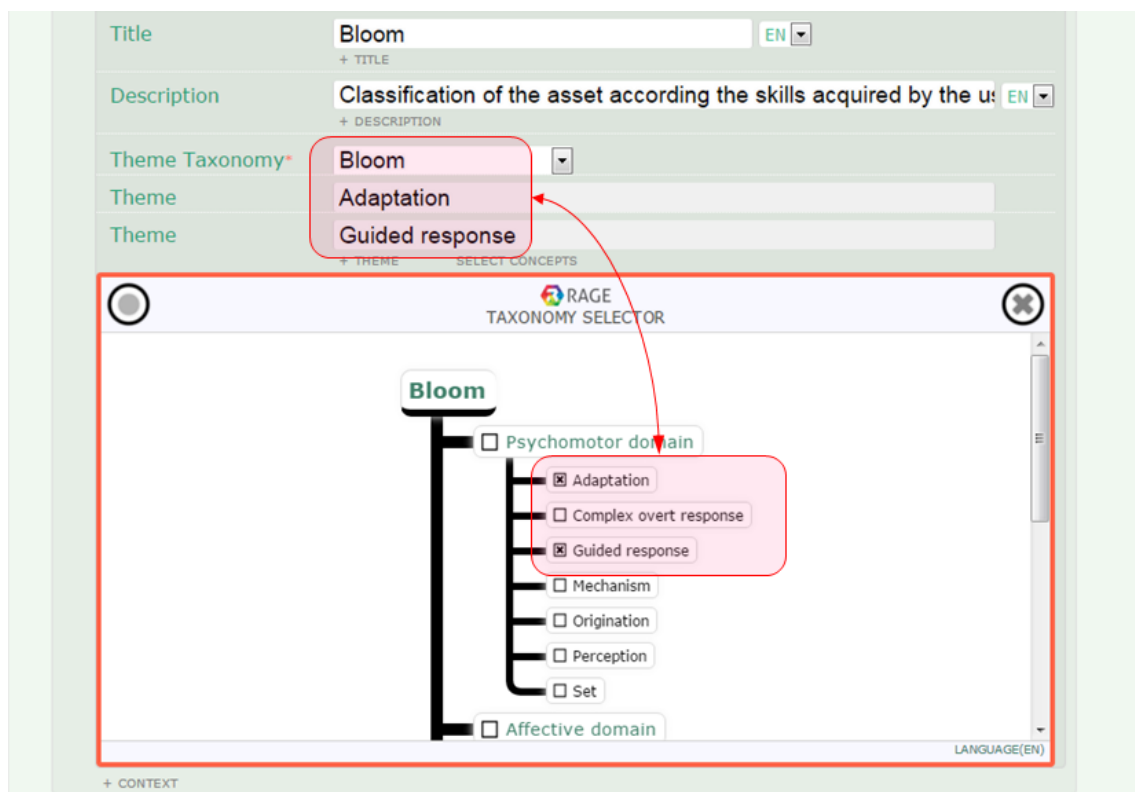 Title Bloom EN
+ TITLE
Description Classification of the asset according the skills acquired by the EN
+ DESCRIPTION
Theme Taxonomy* Bloom
Theme Adaptation
Theme Guided response
+ THEME SELECT CONCEPTS
RAGE
TAXONOMY SELECTOR
Bloom
Psychomotor domain
Adaptation
Complex overt response
Guided response
Mechanism
Origination
Perception
Set
Affective domain
LANGUAGE(EN)
+ CONTEXT